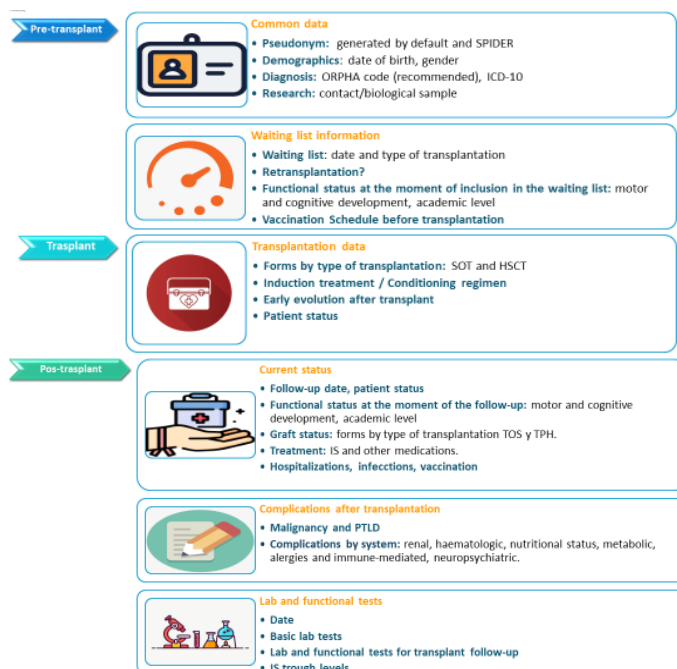 Pre-transplant
Common data
• Pseudonym: generated by default and SPIDER
• Demographics: date of birth, gender
• Diagnosis: ORPHA code (recommended), ICD-10
• Research: contact/biological sample
Waiting list information
• Waiting list: date and type of transplantation
• Retransplantation?
• Functional status at the moment of inclusion in the waiting list: motor
and cognitive development, academic level
• Vaccination Schedule before transplantation
Trasplant
Transplantation data
• Forms by type of transplantation: SOT and HSCT
• Induction treatment / Conditioning regimen
• Early evolution after transplant
• Patient status
Pos-trasplant
Current status
• Follow-up date, patient status
• Functional status at the moment of the follow-up: motor and cognitive
development, academic level
• Graft status: forms by type of transplantation TOS y TPH.
• Treatment: IS and other medications.
• Hospitalizations, infecctions, vaccination
Complications after transplantation
• Malignancy and PTLD
• Complications by system: renal, haematologic, nutritional status, metabolic,
alergies and immune-mediated, neuropsychiatric.
Lab and functional tests
• Date
• Basic lab tests
• Lab and functional tests for transplant follow-up
• IS trough levels